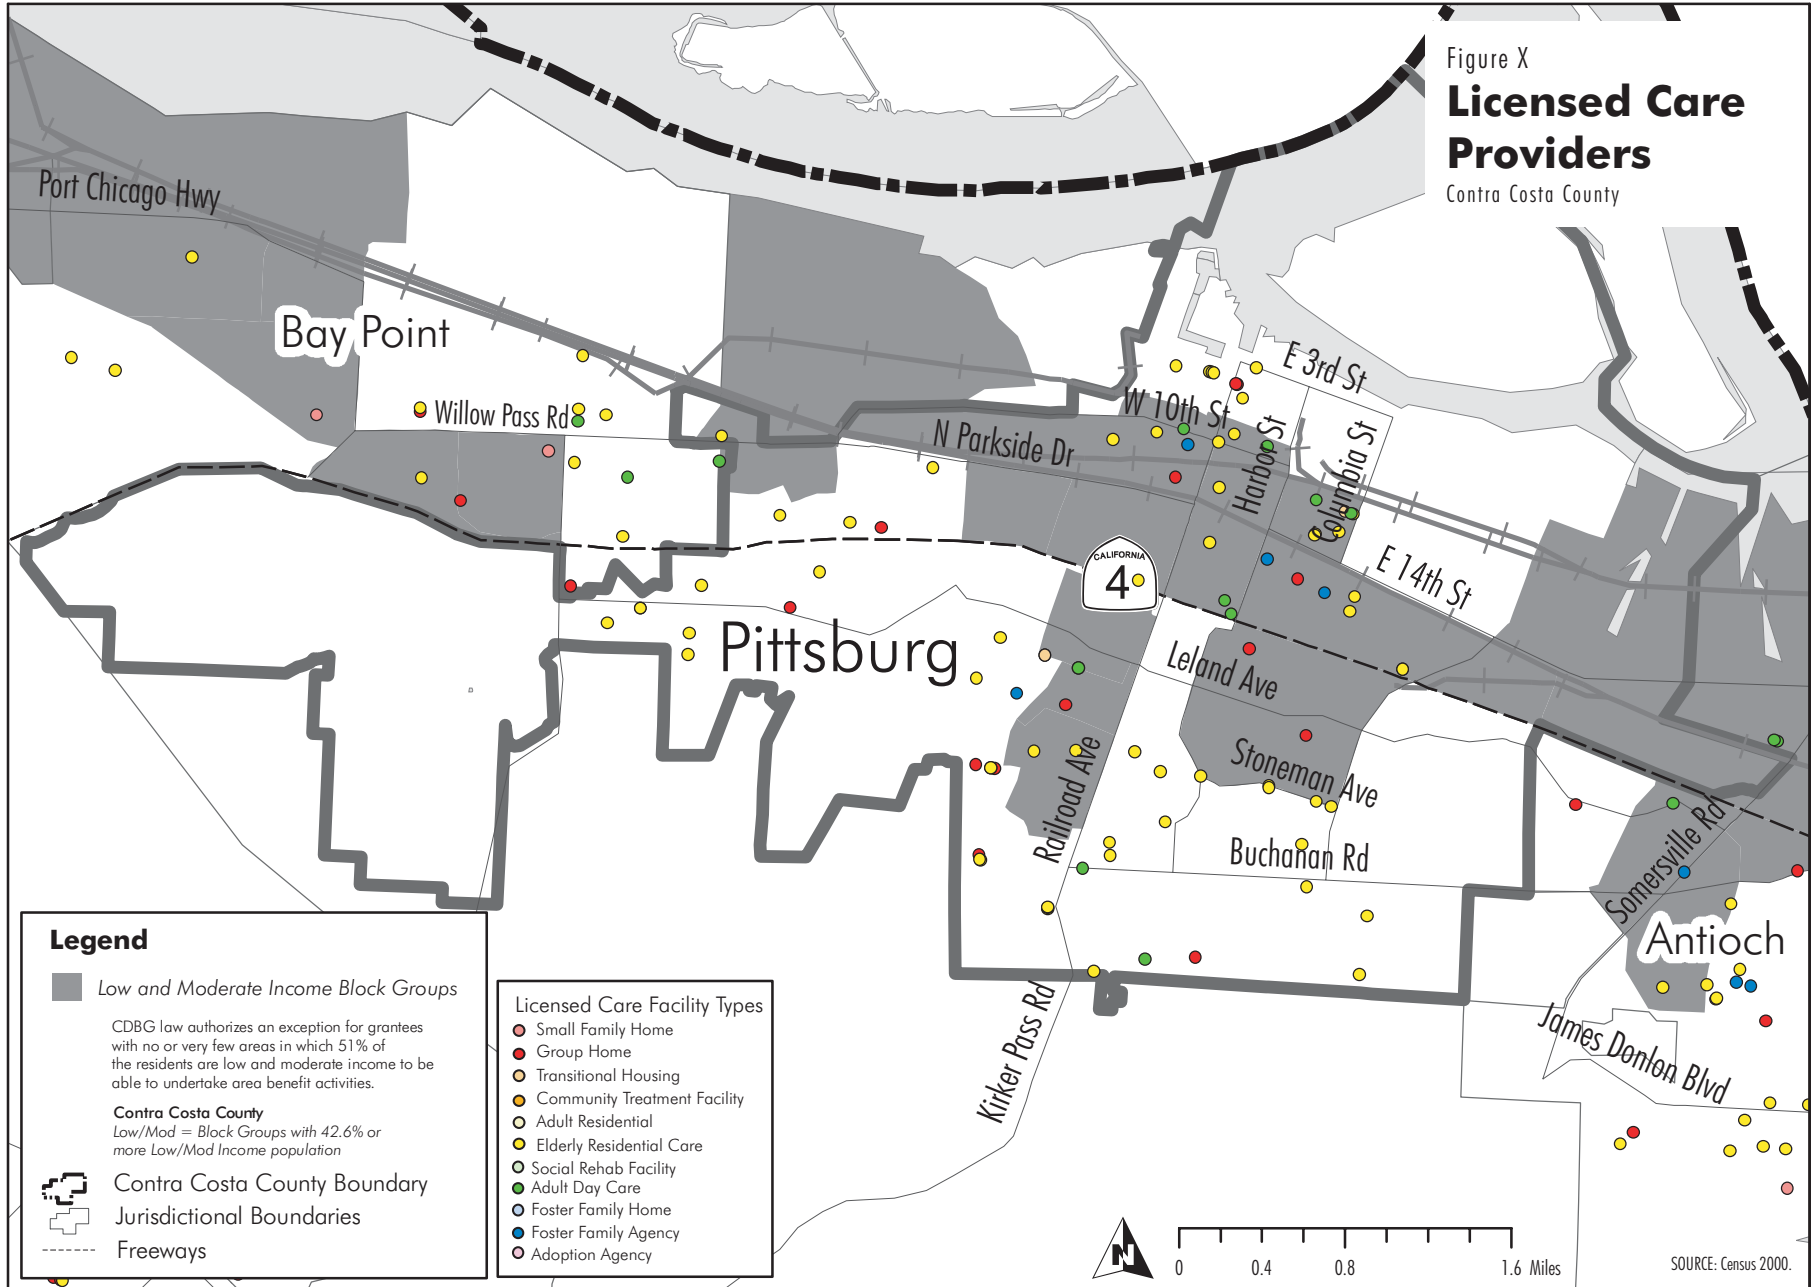 Figure X
Licensed Care
Providers
Contra Costa County
Port Chicago Hwy
Bay Point
Willow Pass Rd
E 3rd St
W 10th St
N Parkside Dr
Harbor St
Columbia St
E 14th St
CALIFORNIA
4
Pittsburg
Leland Ave
Stoneman Ave
Railroad Ave
Buchanan Rd
Somersville Rd
Antioch
Kirker Pass Rd
James Donlon Blvd
Legend
Low and Moderate Income Block Groups
CDBG law authorizes an exception for grantees
with no or very few areas in which 51% of
the residents are low and moderate income to be
able to undertake area benefit activities.
Contra Costa County
Low/Mod = Block Groups with 42.6% or
more Low/Mod Income population
Contra Costa County Boundary
Jurisdictional Boundaries
Freeways
Licensed Care Facility Types
Small Family Home
Group Home
Transitional Housing
Community Treatment Facility
Adult Residential
Elderly Residential Care
Social Rehab Facility
Adult Day Care
Foster Family Home
Foster Family Agency
Adoption Agency
N
0 0.4 0.8 1.6 Miles
SOURCE: Census 2000.